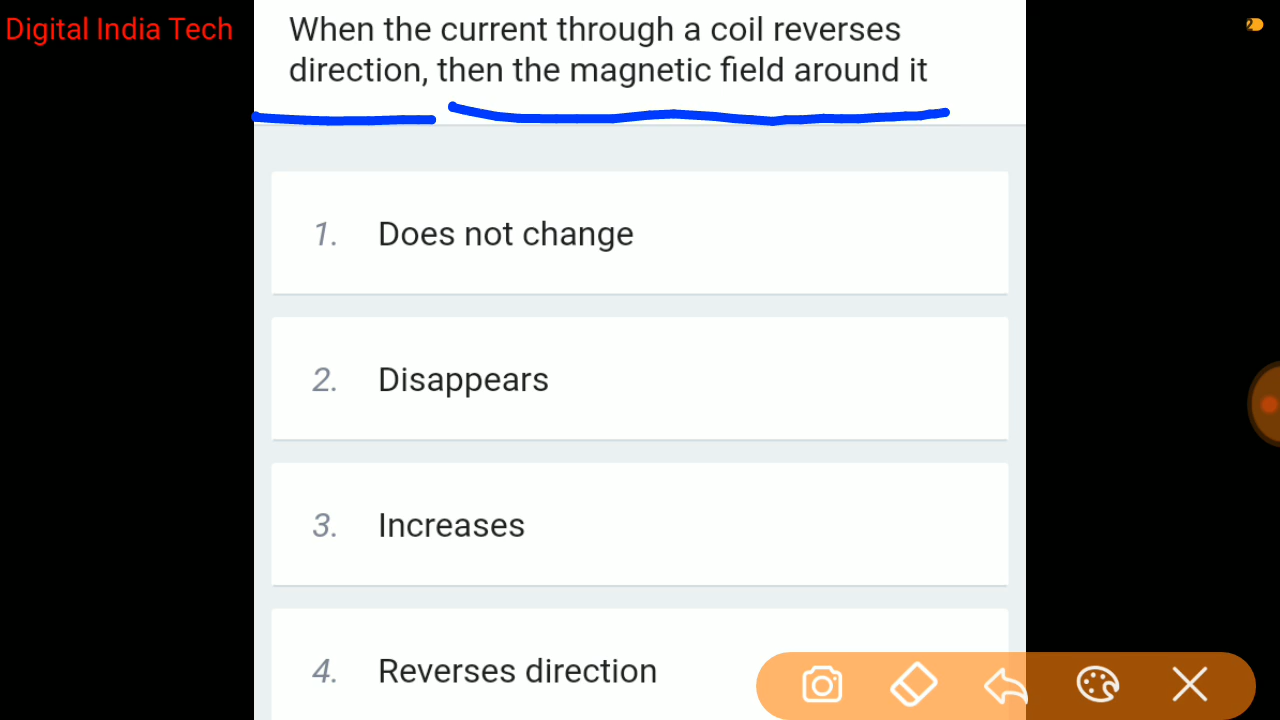 Digital India Tech
When the current through a coil reverses
direction, then the magnetic field around it
1. Does not change
2. Disappears
3. Increases
4. Reverses direction